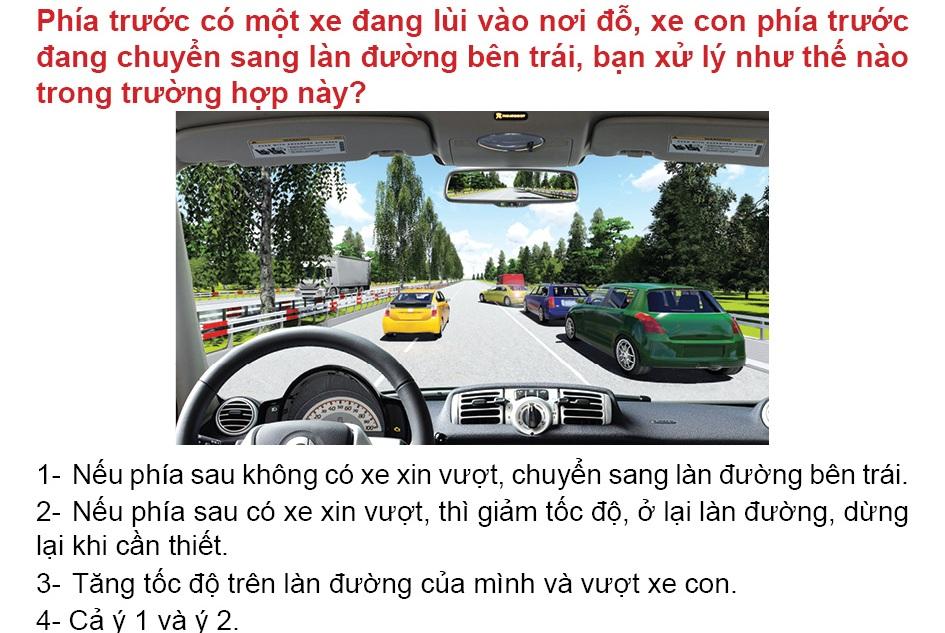 Phía trước có một xe đang lùi vào nơi đỗ, xe con phía trước
đang chuyển sang làn đường bên trái, bạn xử lý như thế nào
trong trường hợp này?
1- Nếu phía sau không có xe xin vượt, chuyển sang làn đường bên trái.
2- Nếu phía sau có xe xin vượt, thì giảm tốc độ, ở lại làn đường, dừng
lại khi cần thiết.
3- Tăng tốc độ trên làn đường của mình và vượt xe con.
4- Cả ý 1 và ý 2.